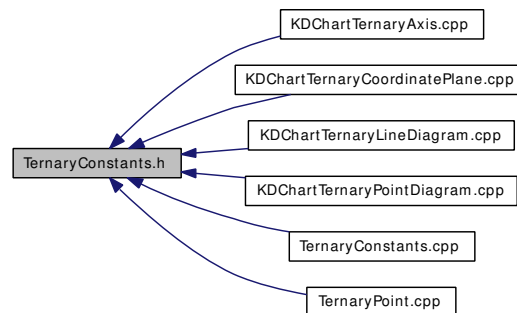 KDChartTernaryAxis.cpp
KDChartTernaryCoordinatePlane.cpp
KDChartTernaryLineDiagram.cpp
TernaryConstants.h
KDChartTernaryPointDiagram.cpp
TernaryConstants.cpp
TernaryPoint.cpp